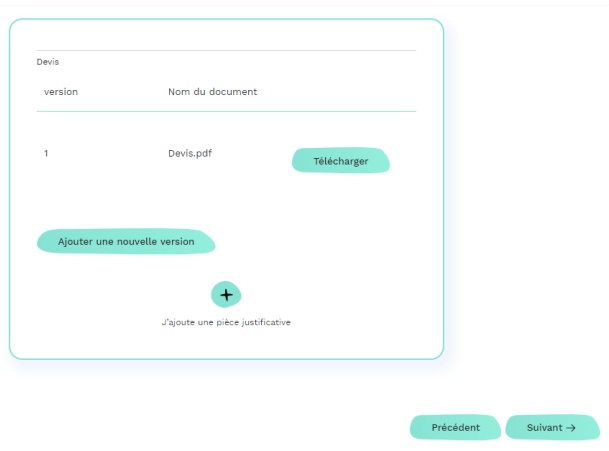 Devis
version Nom du document
1 Devis.pdf Télécharger
Ajouter une nouvelle version
J'ajoute une pièce justificative
Précédent Suivant →